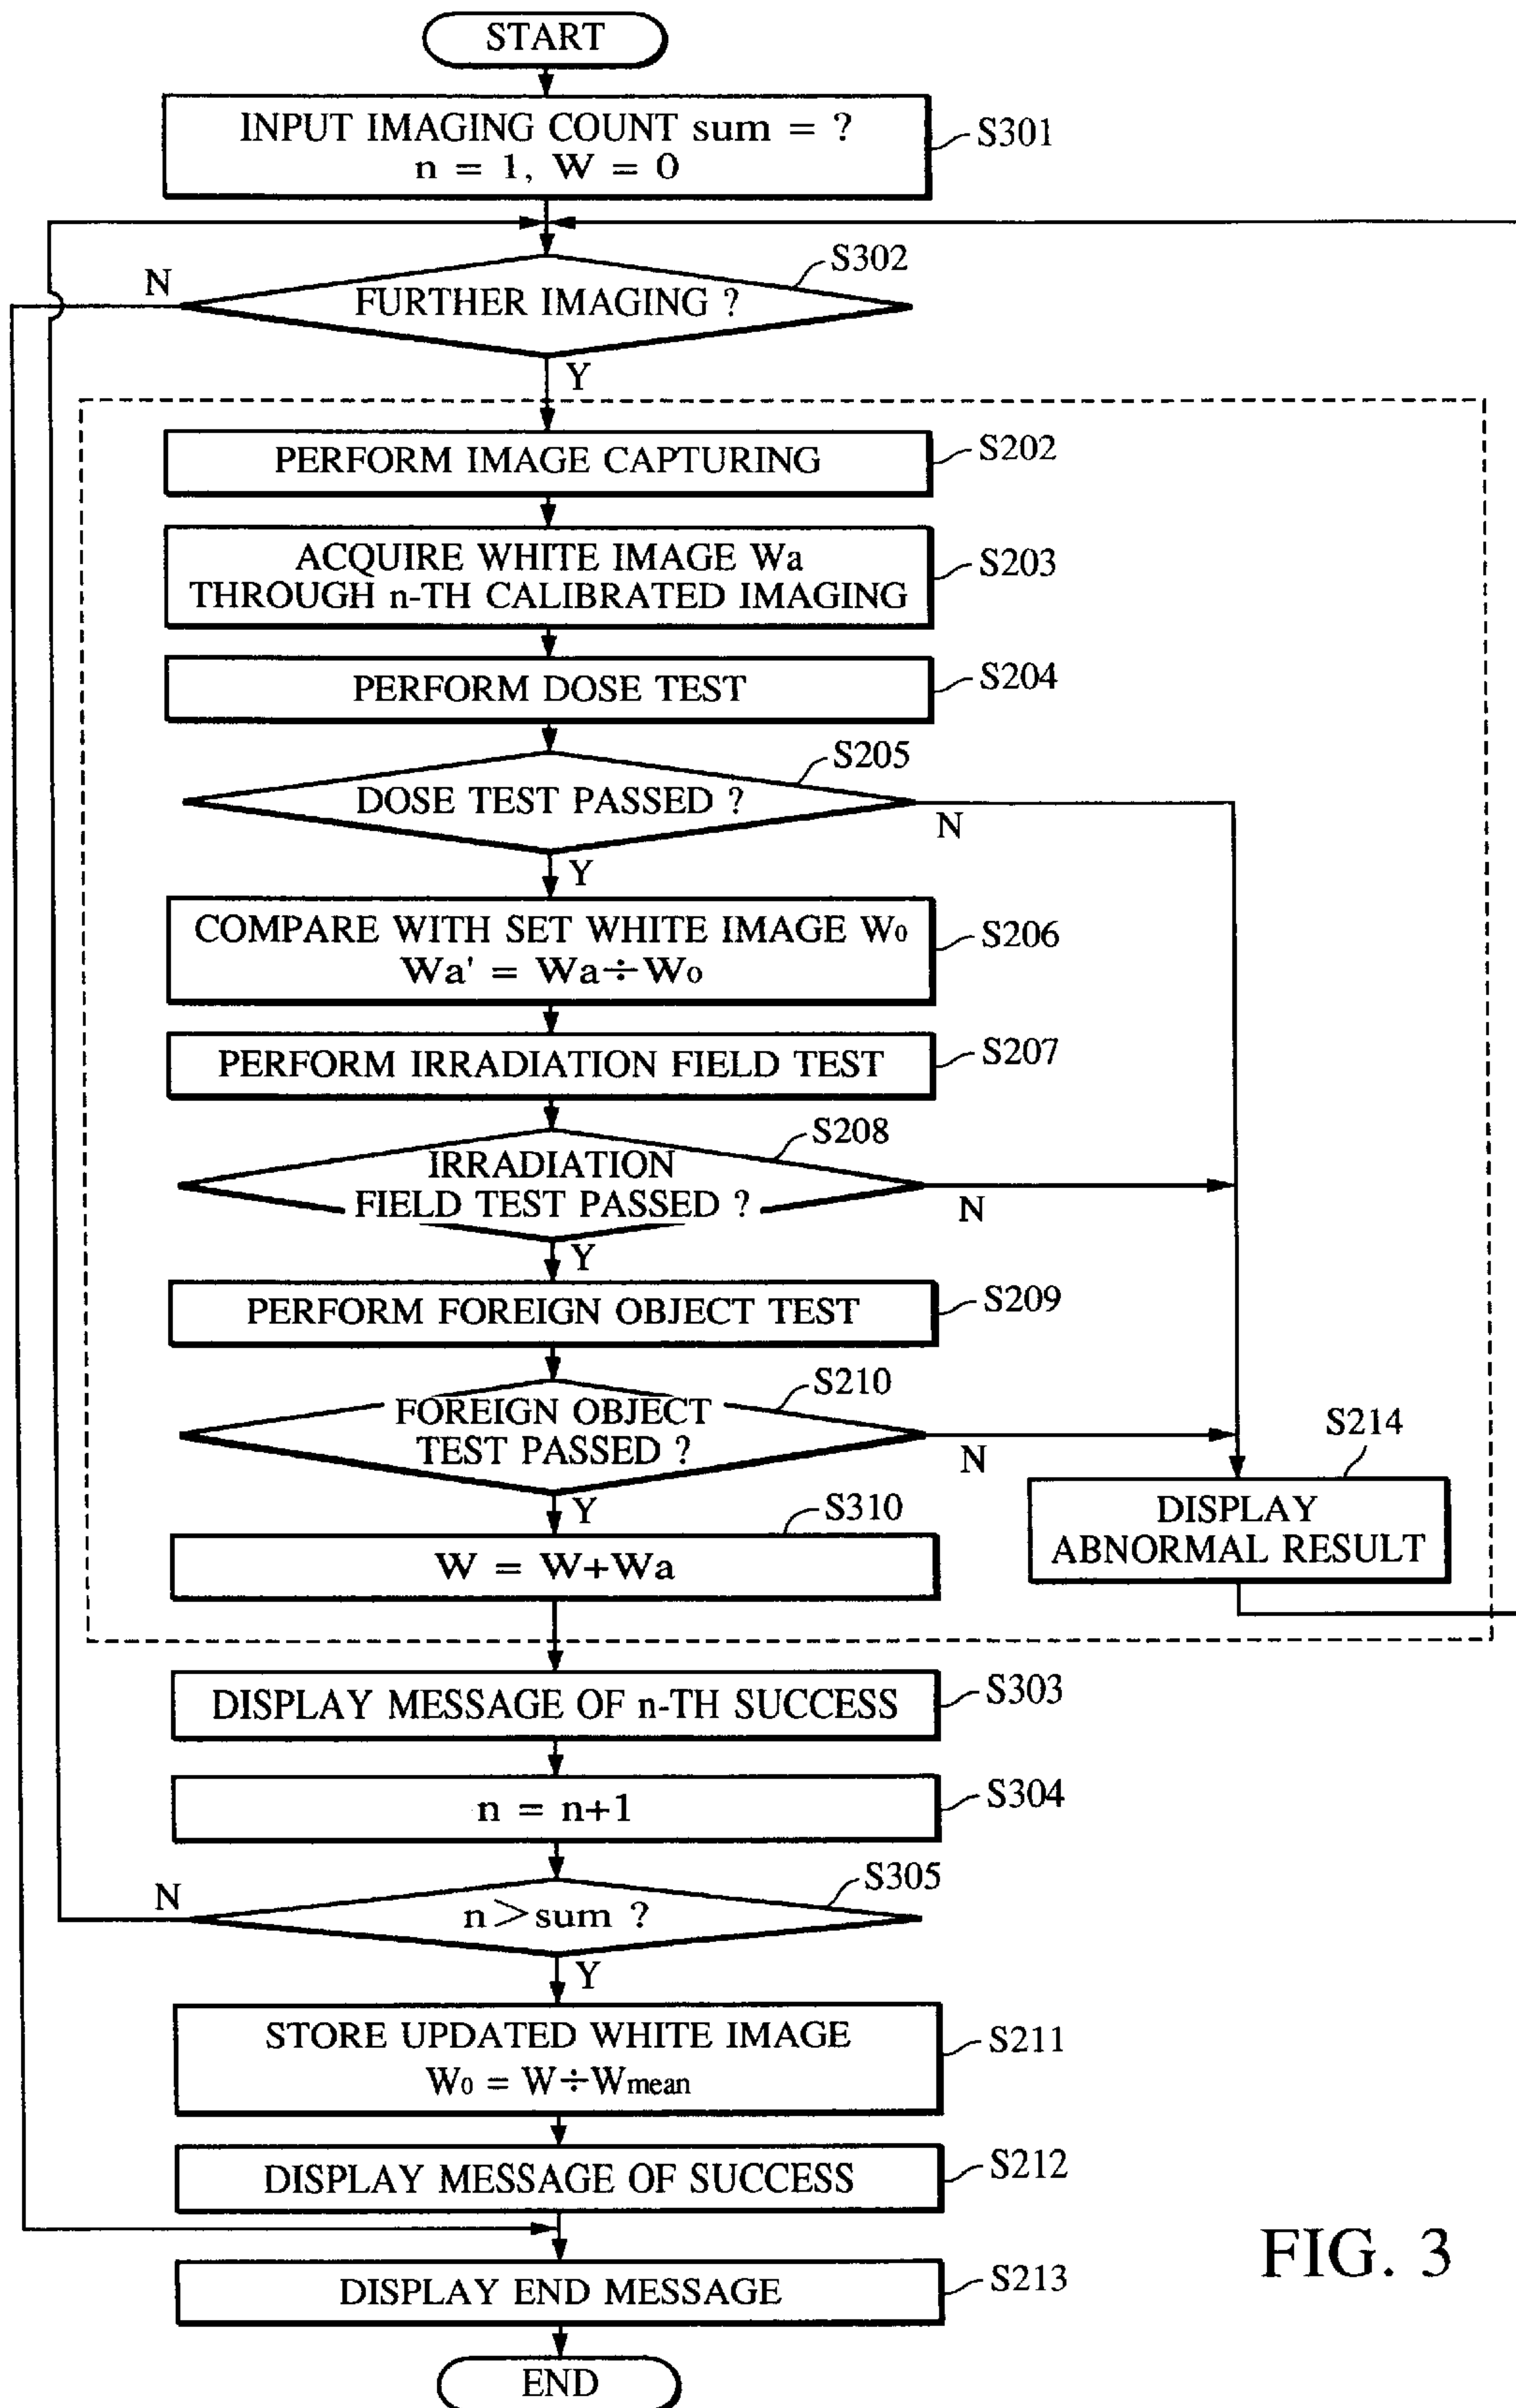 START
INPUT IMAGING COUNT sum = ?
n = 1, W = 0
S301
S302
N
FURTHER IMAGING ?
Y
PERFORM IMAGE CAPTURING
S202
ACQUIRE WHITE IMAGE Wa
THROUGH n-TH CALIBRATED IMAGING
S203
PERFORM DOSE TEST
S204
S205
DOSE TEST PASSED ?
N
Y
COMPARE WITH SET WHITE IMAGE W₀
Wa' = Wa÷W₀
S206
PERFORM IRRADIATION FIELD TEST
S207
S208
IRRADIATION
FIELD TEST PASSED ?
N
Y
PERFORM FOREIGN OBJECT TEST
S209
S210
FOREIGN OBJECT
TEST PASSED ?
N
Y
S214
DISPLAY
ABNORMAL RESULT
S310
W = W+Wa
DISPLAY MESSAGE OF n-TH SUCCESS
S303
n = n+1
S304
S305
N
n>sum ?
Y
STORE UPDATED WHITE IMAGE
W₀ = W÷Wmean
S211
DISPLAY MESSAGE OF SUCCESS
S212
DISPLAY END MESSAGE
S213
END
FIG. 3